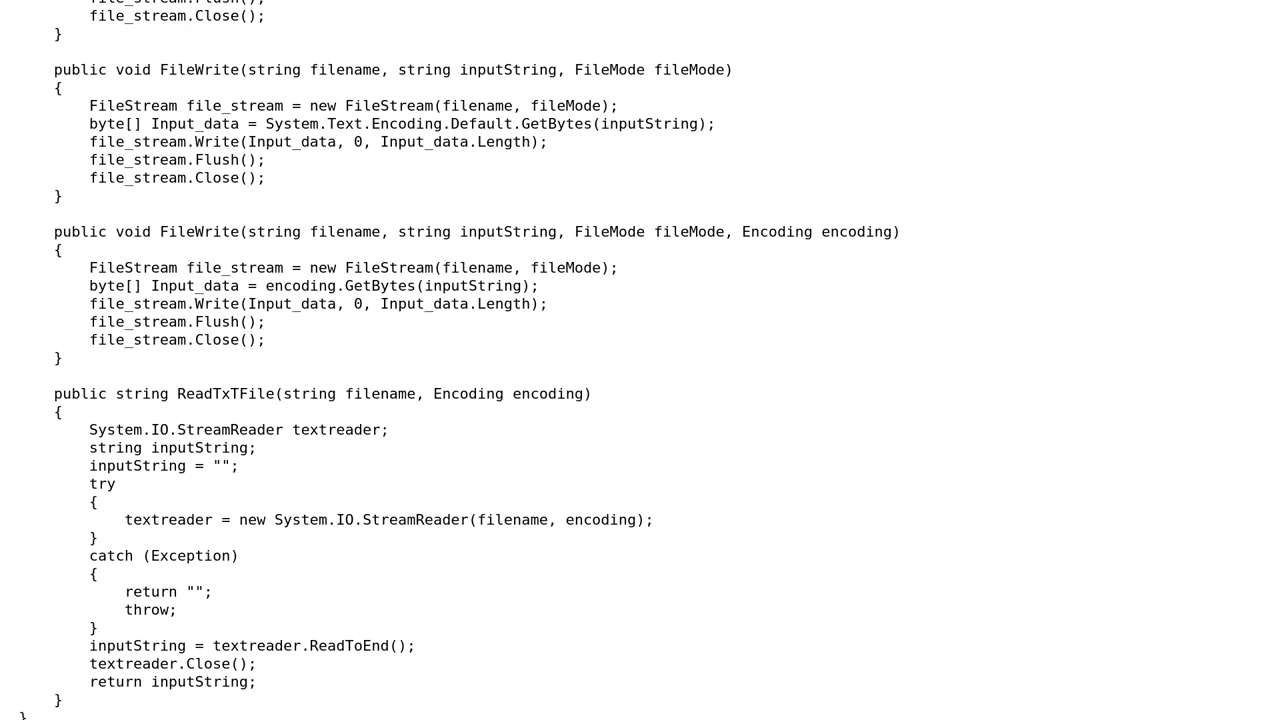 file_stream.Flush();
file_stream.Close();
}
public void FileWrite(string filename, string inputString, FileMode fileMode)
{
FileStream file_stream = new FileStream(filename, fileMode);
byte[] Input_data = System.Text.Encoding.Default.GetBytes(inputString);
file_stream.Write(Input_data, 0, Input_data.Length);
file_stream.Flush();
file_stream.Close();
}
public void FileWrite(string filename, string inputString, FileMode fileMode, Encoding encoding)
{
FileStream file_stream = new FileStream(filename, fileMode);
byte[] Input_data = encoding.GetBytes(inputString);
file_stream.Write(Input_data, 0, Input_data.Length);
file_stream.Flush();
file_stream.Close();
}
public string ReadTxTFile(string filename, Encoding encoding)
{
System.IO.StreamReader textreader;
string inputString;
inputString = "";
try
{
textreader = new System.IO.StreamReader(filename, encoding);
}
catch (Exception)
{
return "";
throw;
}
inputString = textreader.ReadToEnd();
textreader.Close();
return inputString;
}
}